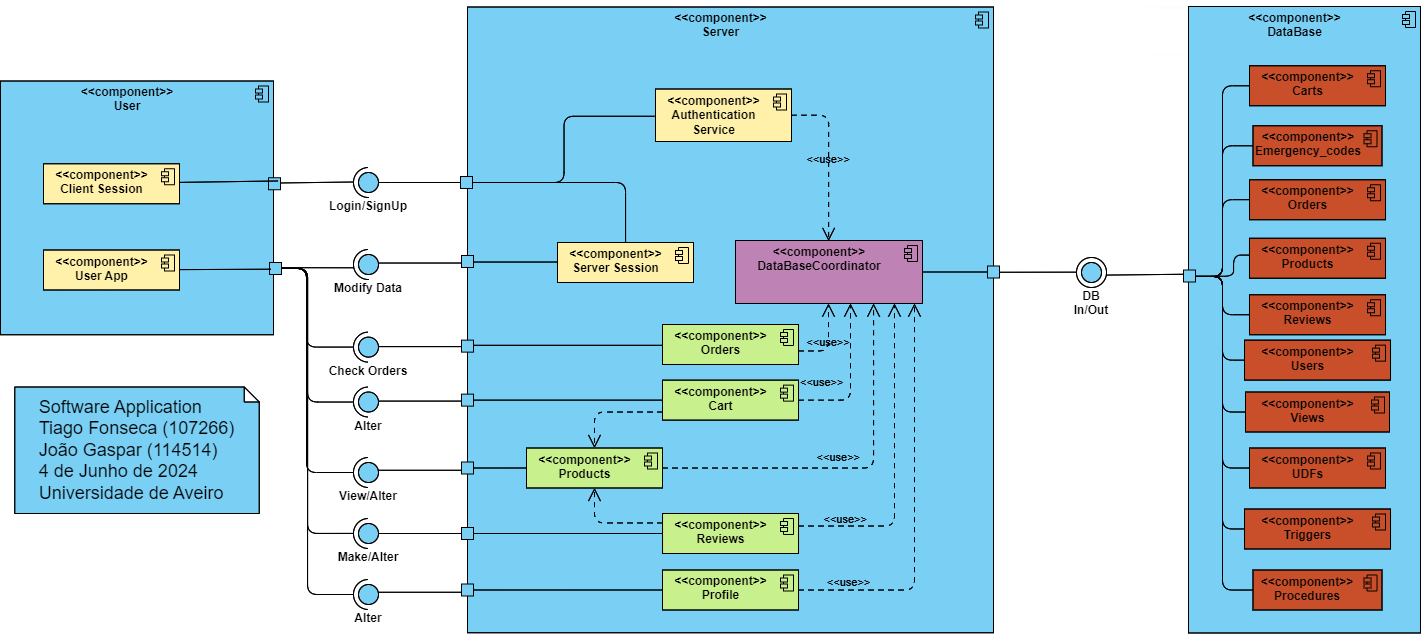 <<component>>
User
<<component>>
Client Session
<<component>>
User App
Software Application
Tiago Fonseca (107266)
João Gaspar (114514)
4 de Junho de 2024
Universidade de Aveiro
Login/SignUp
Modify Data
Check Orders
Alter
View/Alter
Make/Alter
Alter
<<component>>
Server
<<component>>
Authentication
Service
<<use>>
<<component>>
Server Session
<<component>>
DataBaseCoordinator
<<component>>
Orders
<<use>>
<<component>>
Cart
<<use>>
<<component>>
Products
<<use>>
<<component>>
Reviews
<<use>>
<<component>>
Profile
<<use>>
DB
In/Out
<<component>>
DataBase
<<component>>
Carts
<<component>>
Emergency_codes
<<component>>
Orders
<<component>>
Products
<<component>>
Reviews
<<component>>
Users
<<component>>
Views
<<component>>
UDFs
<<component>>
Triggers
<<component>>
Procedures